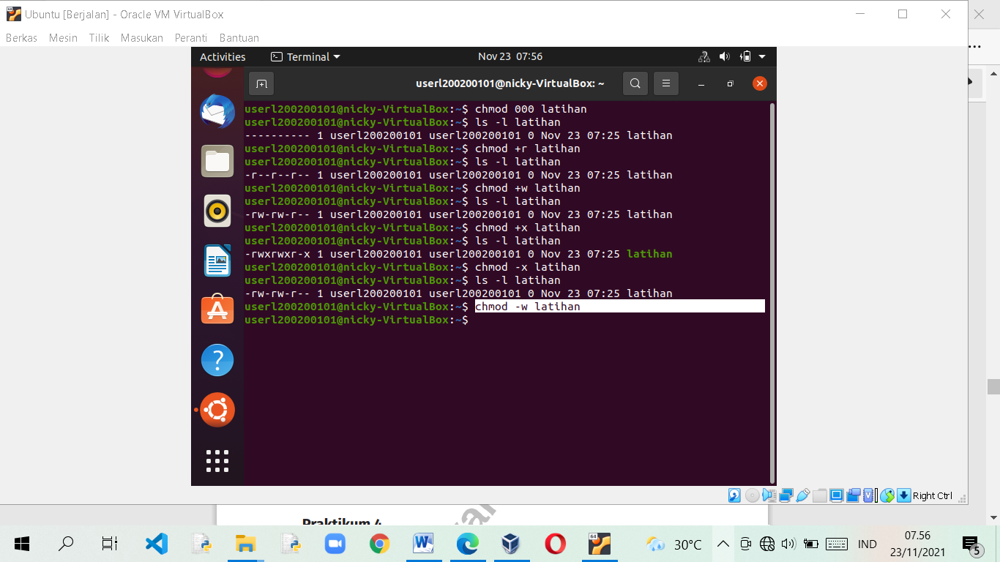 Ubuntu [Berjalan] - Oracle VM VirtualBox
Berkas Mesin Tilik Masukan Peranti Bantuan
Activities Terminal Nov 23 07:56
userl200200101@nicky-VirtualBox: ~
userl200200101@nicky-VirtualBox:~$ chmod 000 latihan
userl200200101@nicky-VirtualBox:~$ ls -l latihan
---------- 1 userl200200101 userl200200101 0 Nov 23 07:25 latihan
userl200200101@nicky-VirtualBox:~$ chmod +r latihan
userl200200101@nicky-VirtualBox:~$ ls -l latihan
-r--r--r-- 1 userl200200101 userl200200101 0 Nov 23 07:25 latihan
userl200200101@nicky-VirtualBox:~$ chmod +w latihan
userl200200101@nicky-VirtualBox:~$ ls -l latihan
-rw-rw-r-- 1 userl200200101 userl200200101 0 Nov 23 07:25 latihan
userl200200101@nicky-VirtualBox:~$ chmod +x latihan
userl200200101@nicky-VirtualBox:~$ ls -l latihan
-rwxrwxr-x 1 userl200200101 userl200200101 0 Nov 23 07:25 latihan
userl200200101@nicky-VirtualBox:~$ chmod -x latihan
userl200200101@nicky-VirtualBox:~$ ls -l latihan
-rw-rw-r-- 1 userl200200101 userl200200101 0 Nov 23 07:25 latihan
userl200200101@nicky-VirtualBox:~$ chmod -w latihan
userl200200101@nicky-VirtualBox:~$
Right Ctrl
Praktikum 4
30°C IND 07.56
23/11/2021 5